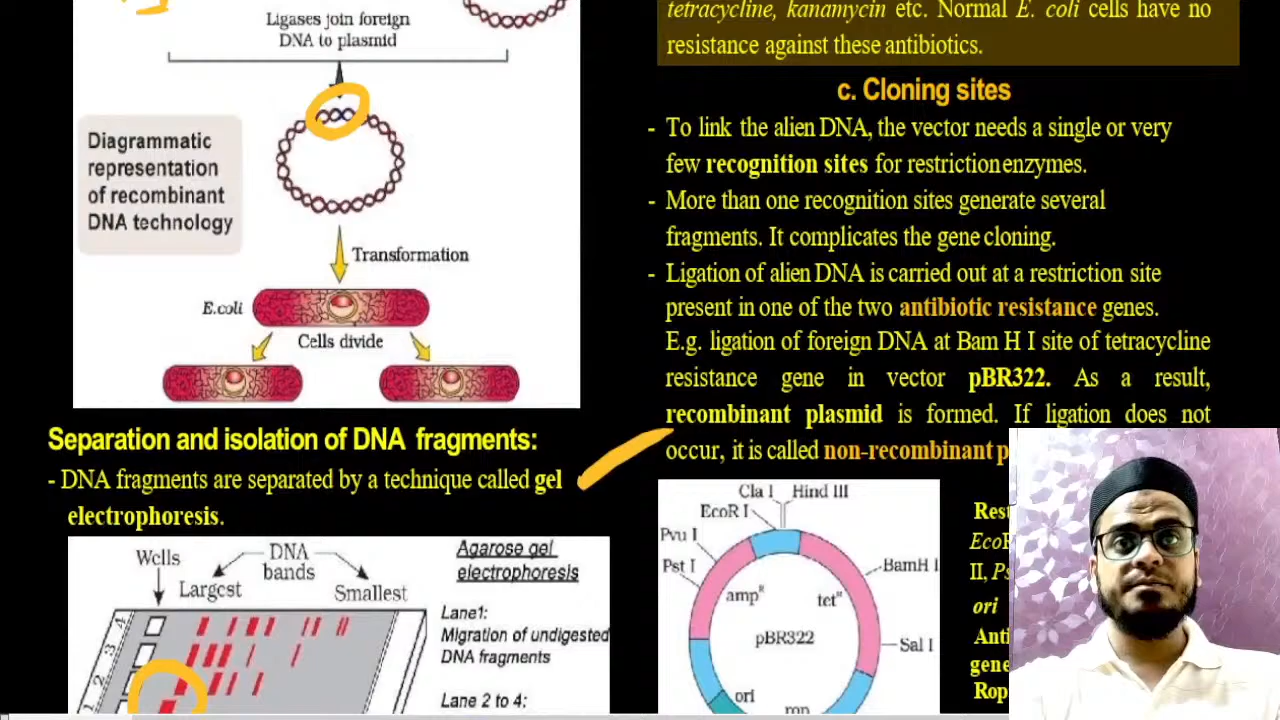 Ligases join foreign
DNA to plasmid
Diagrammatic
representation
of recombinant
DNA technology
Transformation
E.coli
Cells divide
Separation and isolation of DNA fragments:
- DNA fragments are separated by a technique called gel
electrophoresis.
Wells
DNA
bands
Largest
Smallest
4
3
2
1
Agarose gel
electrophoresis
Lane1:
Migration of undigested
DNA fragments
Lane 2 to 4:
tetracycline, kanamycin etc. Normal E. coli cells have no
resistance against these antibiotics.
c. Cloning sites
- To link the alien DNA, the vector needs a single or very
few recognition sites for restriction enzymes.
- More than one recognition sites generate several
fragments. It complicates the gene cloning.
- Ligation of alien DNA is carried out at a restriction site
present in one of the two antibiotic resistance genes.
E.g. ligation of foreign DNA at Bam H I site of tetracycline
resistance gene in vector pBR322. As a result,
recombinant plasmid is formed. If ligation does not
occur, it is called non-recombinant p
Cla I Hind III
EcoR I
Pvu I
Pst I
BamH I
ampR
tetR
pBR322
Sal I
ori
rop
Rest
EcoR
II, Ps
ori
Anti
gene
Rop